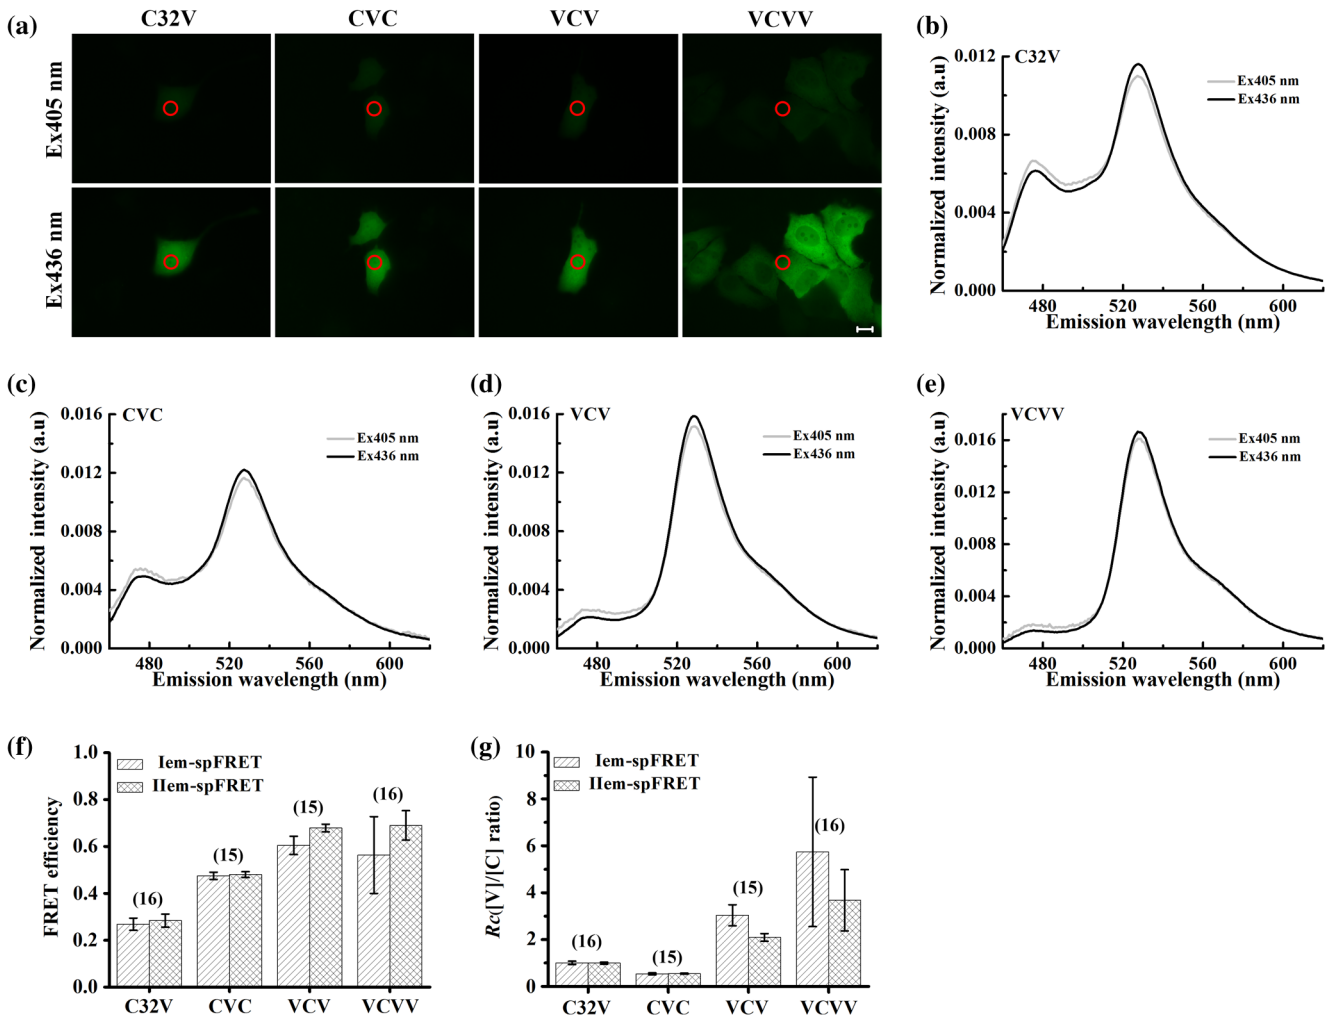 (a)
C32V CVC VCV VCVV
Ex405 nm
Ex436 nm
(b)
C32V
Ex405 nm
Ex436 nm
Normalized intensity (a.u)
0.012
0.008
0.004
0.000
480 520 560 600
Emission wavelength (nm)
(c)
CVC
Ex405 nm
Ex436 nm
Normalized intensity (a.u)
0.016
0.012
0.008
0.004
0.000
480 520 560 600
Emission wavelength (nm)
(d)
VCV
Ex405 nm
Ex436 nm
Normalized intensity (a.u)
0.016
0.012
0.008
0.004
0.000
480 520 560 600
Emission wavelength (nm)
(e)
VCVV
Ex405 nm
Ex436 nm
Normalized intensity (a.u)
0.016
0.012
0.008
0.004
0.000
480 520 560 600
Emission wavelength (nm)
(f)
Iem-spFRET
IIem-spFRET
FRET efficiency
1.0
0.8
0.6
0.4
0.2
0.0
(16) (15) (15) (16)
C32V CVC VCV VCVV
(g)
Iem-spFRET
IIem-spFRET
Rc([V]/[C] ratio)
10
8
6
4
2
0
(16) (15) (15) (16)
C32V CVC VCV VCVV